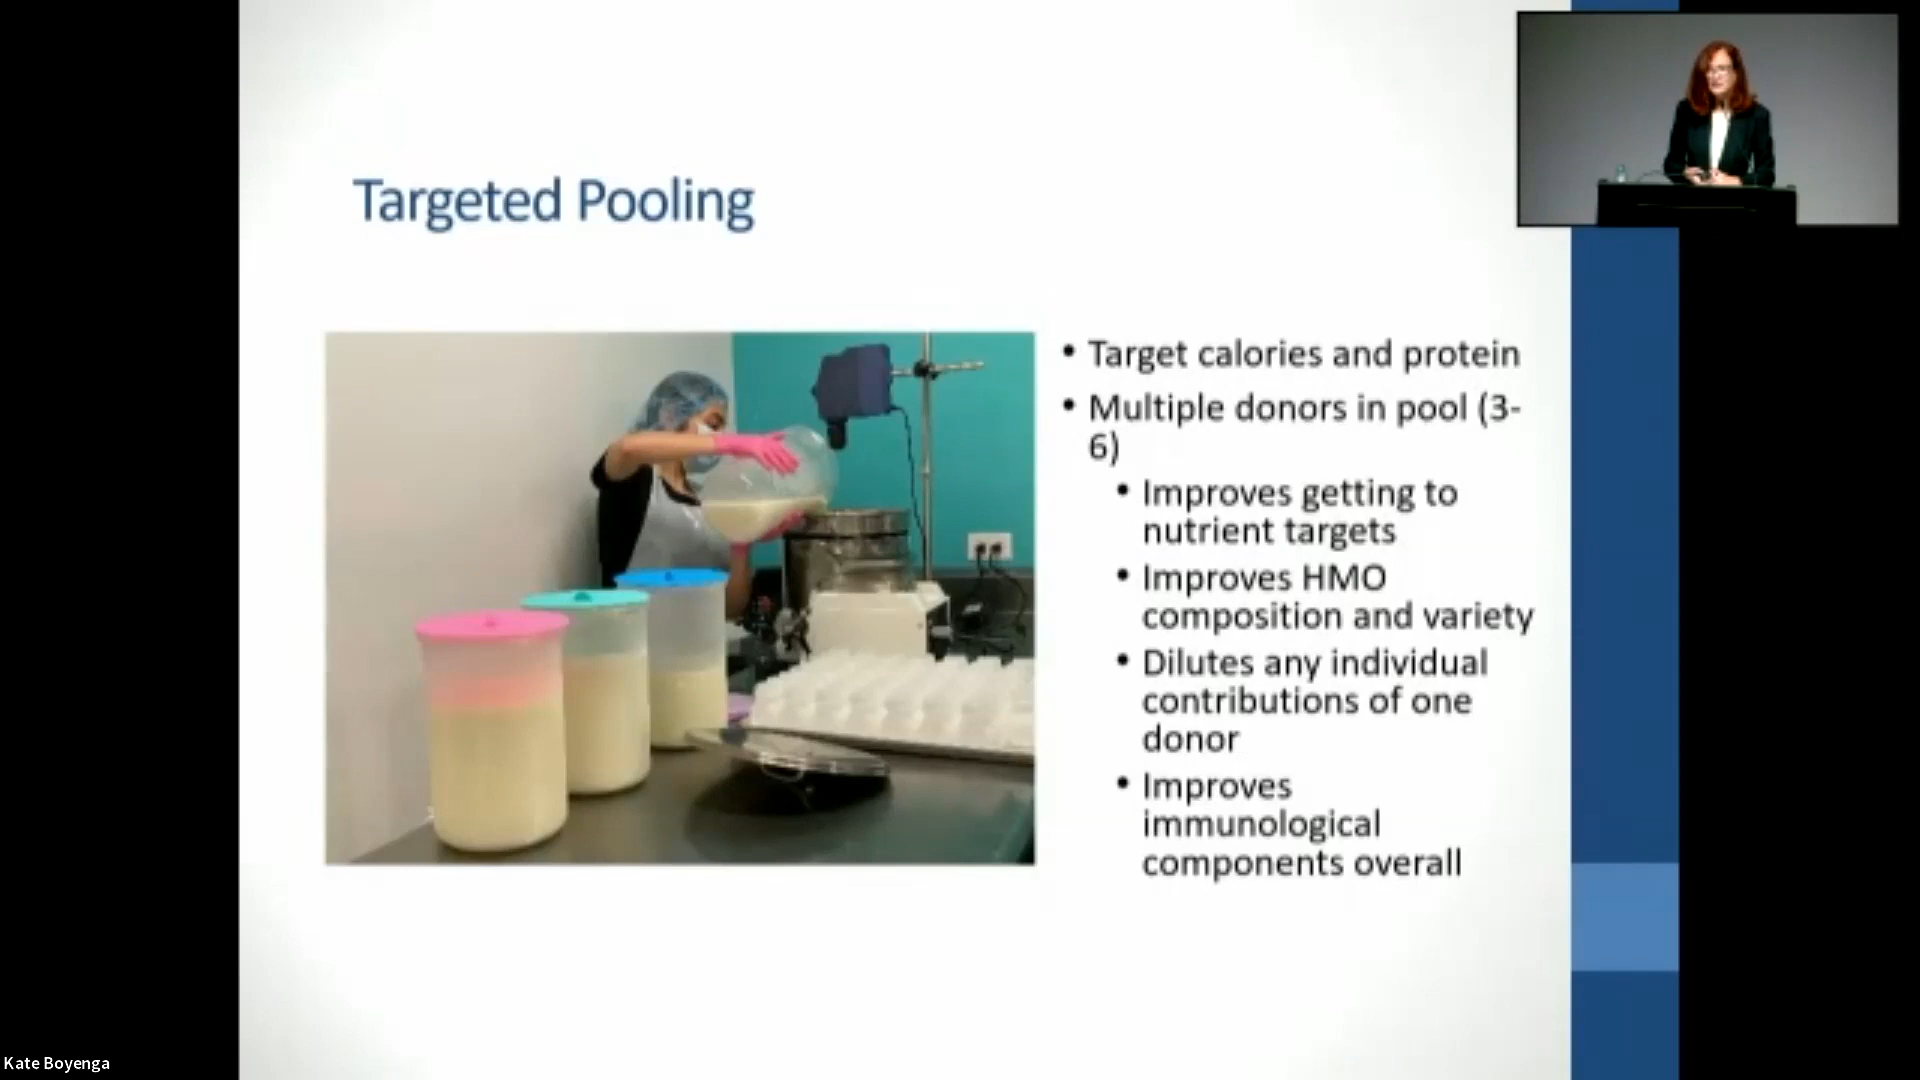 Targeted Pooling
• Target calories and protein
• Multiple donors in pool (3-
6)
• Improves getting to
nutrient targets
• Improves HMO
composition and variety
• Dilutes any individual
contributions of one
donor
• Improves
immunological
components overall
Kate Boyenga